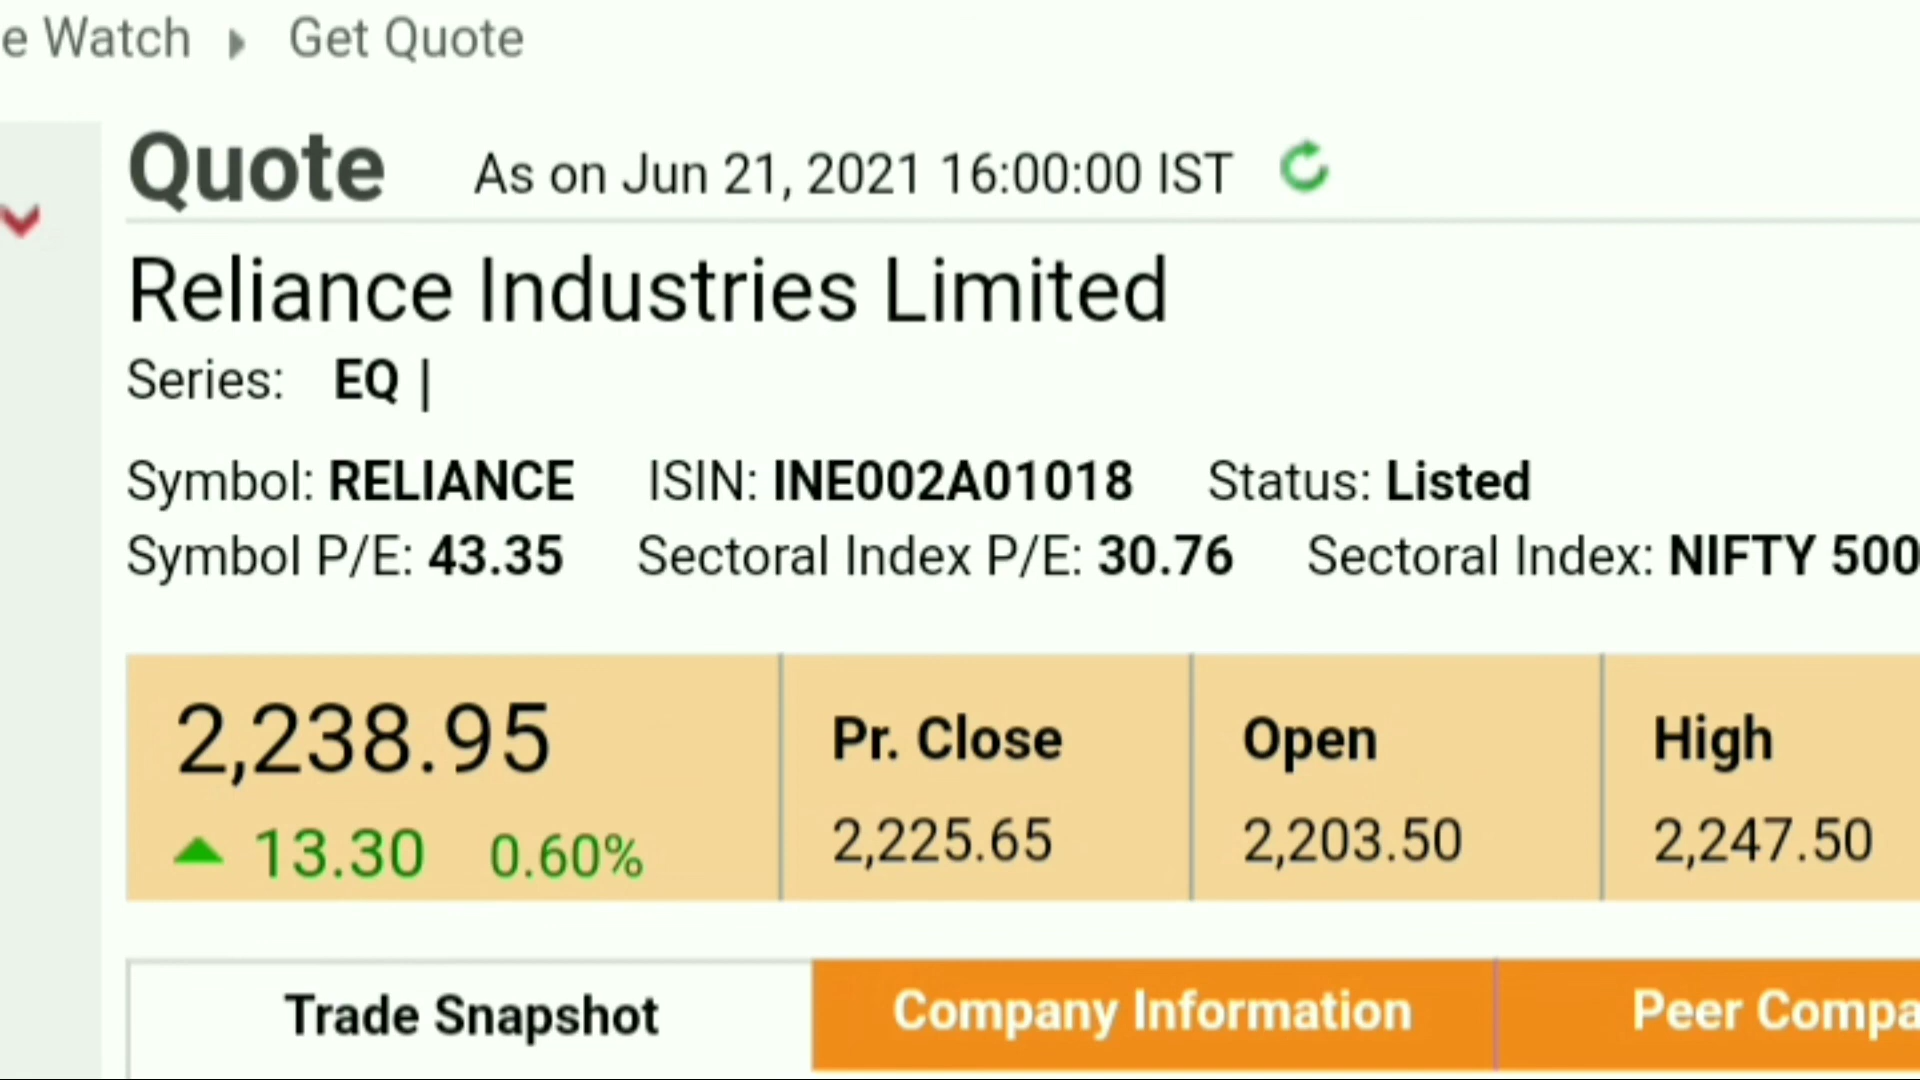 e Watch Get Quote
Quote As on Jun 21, 2021 16:00:00 IST
Reliance Industries Limited
Series: EQ |
Symbol: RELIANCE ISIN: INE002A01018 Status: Listed
Symbol P/E: 43.35 Sectoral Index P/E: 30.76 Sectoral Index: NIFTY 500
2,238.95 Pr. Close Open High
13.30 0.60% 2,225.65 2,203.50 2,247.50
Trade Snapshot Company Information Peer Compa